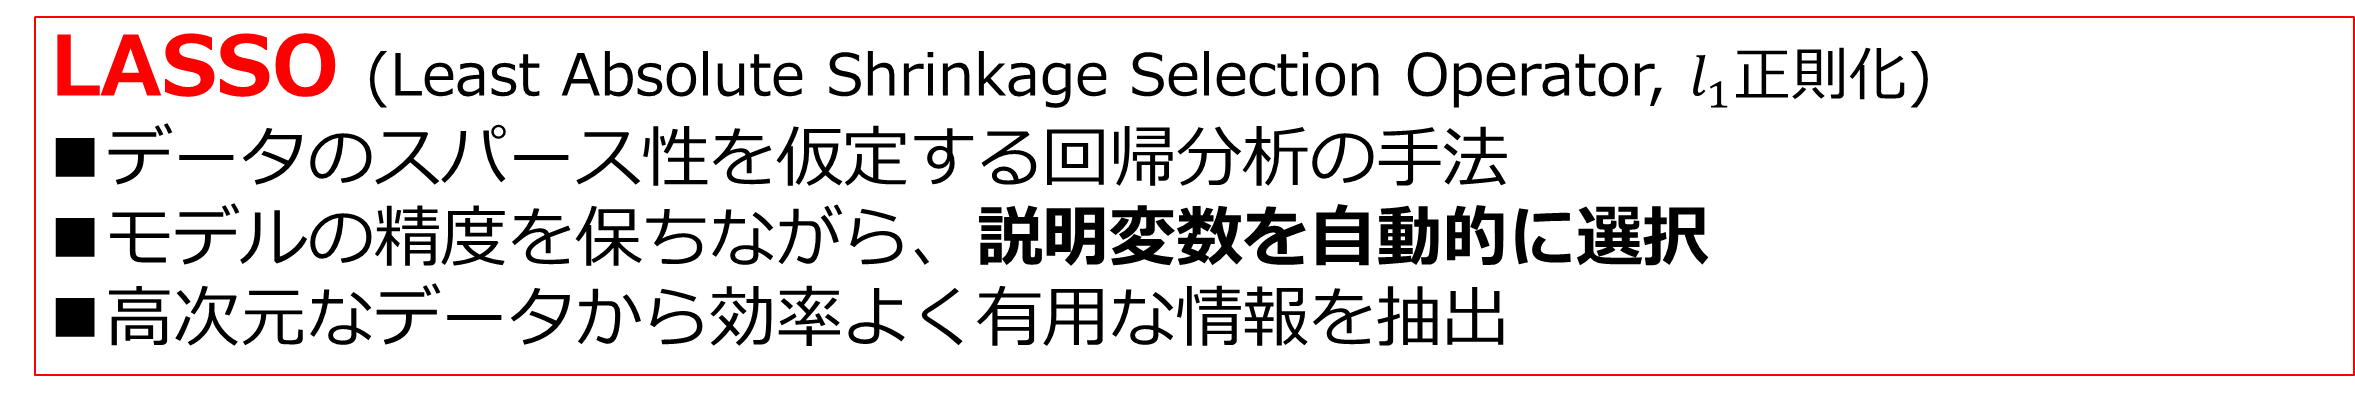 LASSO (Least Absolute Shrinkage Selection Operator, l₁正則化)
■データのスパース性を仮定する回帰分析の手法
■モデルの精度を保ちながら、説明変数を自動的に選択
■高次元なデータから効率よく有用な情報を抽出